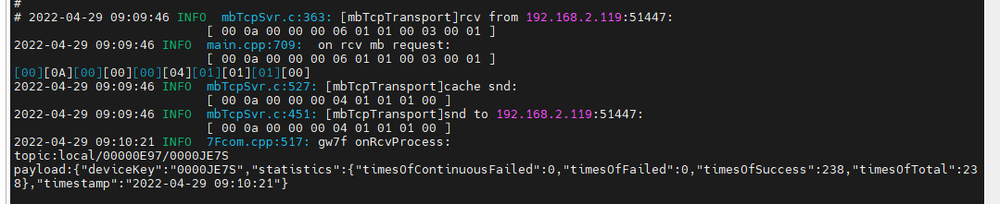 #
# 2022-04-29 09:09:46 INFO  mbTcpSvr.c:363: [mbTcpTransport]rcv from 192.168.2.119:51447:
[ 00 0a 00 00 00 06 01 01 00 03 00 01 ]
2022-04-29 09:09:46 INFO  main.cpp:709:  on rcv mb request:
[ 00 0a 00 00 00 06 01 01 00 03 00 01 ]
[00][0A][00][00][00][04][01][01][01][00]
2022-04-29 09:09:46 INFO  mbTcpSvr.c:527: [mbTcpTransport]cache snd:
[ 00 0a 00 00 00 04 01 01 01 00 ]
2022-04-29 09:09:46 INFO  mbTcpSvr.c:451: [mbTcpTransport]snd to 192.168.2.119:51447:
[ 00 0a 00 00 00 04 01 01 01 00 ]
2022-04-29 09:10:21 INFO  7Fcom.cpp:517: gw7f onRcvProcess:
topic:local/00000E97/0000JE7S
payload:{"deviceKey":"0000JE7S","statistics":{"timesOfContinuousFailed":0,"timesOfFailed":0,"timesOfSuccess":238,"timesOfTotal":23
8},"timestamp":"2022-04-29 09:10:21"}